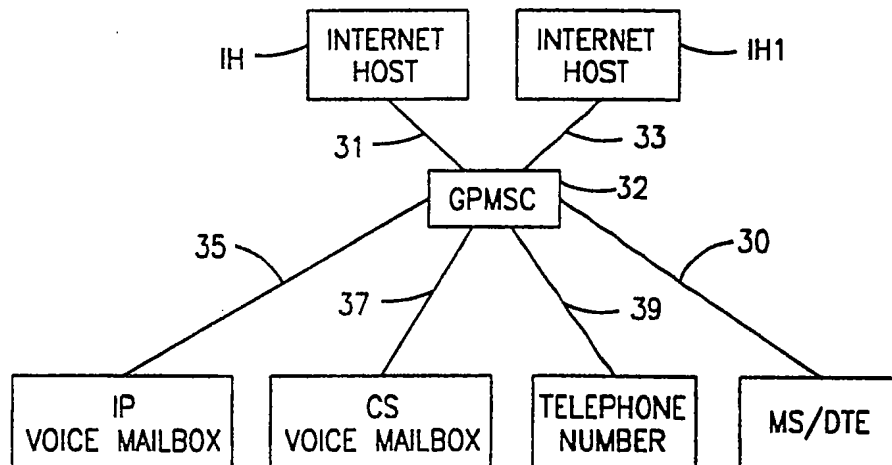 IH
INTERNET
HOST
INTERNET
HOST
IH1
31
33
GPMSC
32
35
37
39
30
IP
VOICE MAILBOX
CS
VOICE MAILBOX
TELEPHONE
NUMBER
MS/DTE